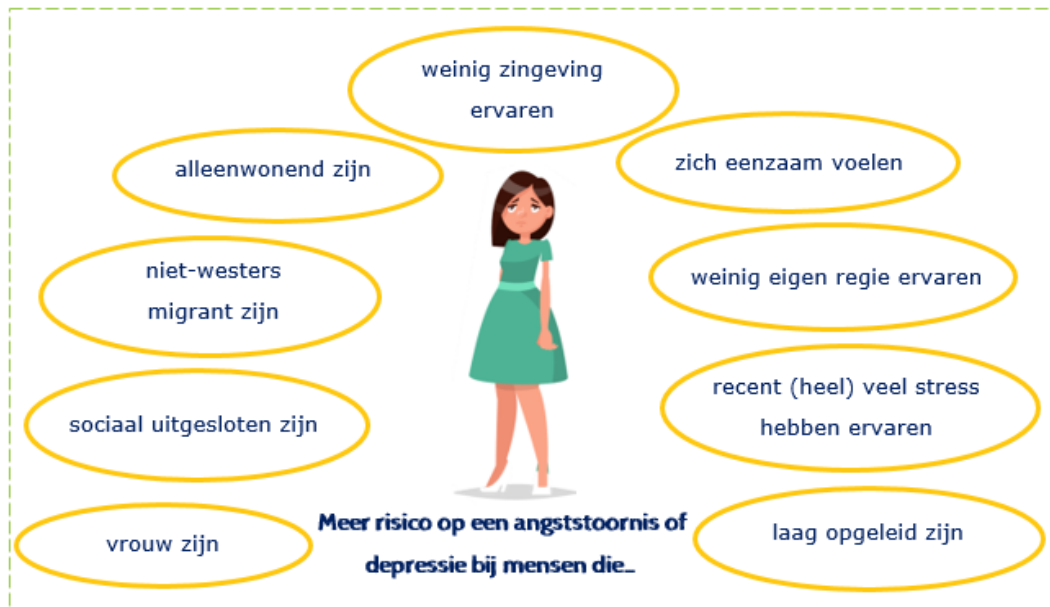 weinig zingeving
ervaren
alleenwonend zijn
zich eenzaam voelen
niet-westers
migrant zijn
weinig eigen regie ervaren
sociaal uitgesloten zijn
recent (heel) veel stress
hebben ervaren
vrouw zijn
laag opgeleid zijn
Meer risico op een angststoornis of
depressie bij mensen die...